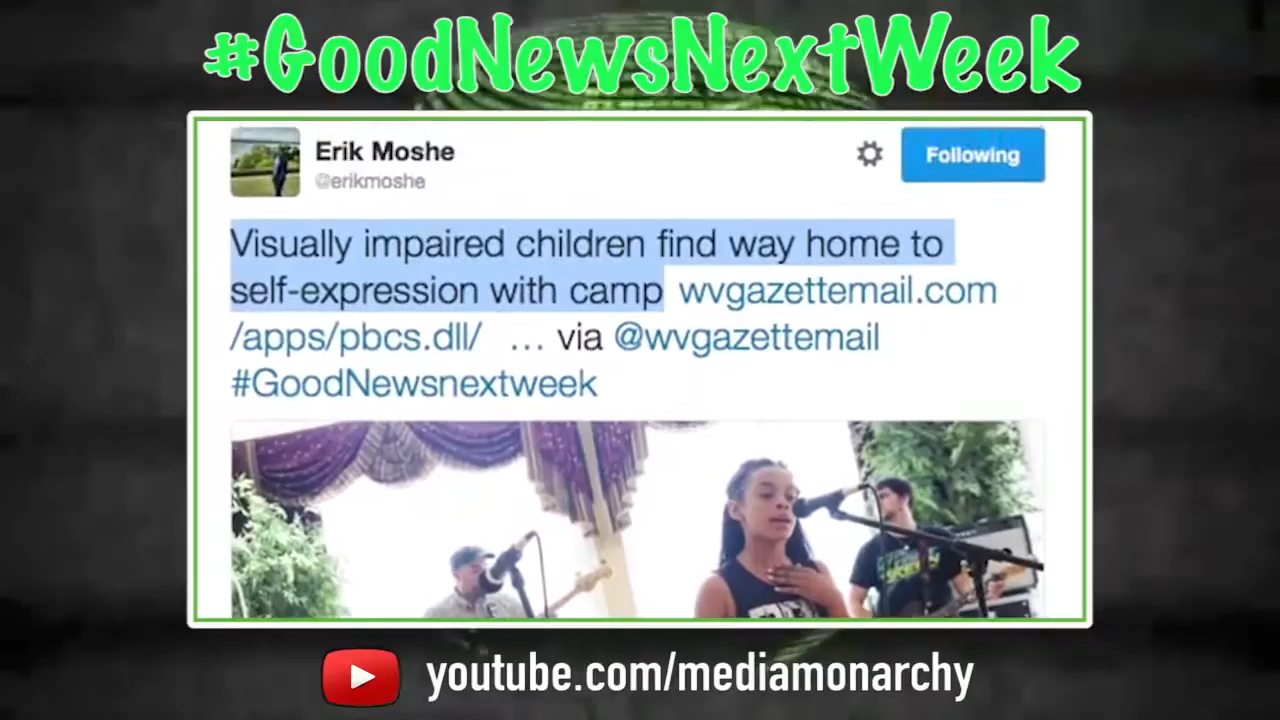 #GoodNewsNextWeek
Erik Moshe
@erikmoshe
Following
Visually impaired children find way home to
self-expression with camp wvgazettemail.com
/apps/pbcs.dll/ … via @wvgazettemail
#GoodNewsnextweek
youtube.com/mediamonarchy